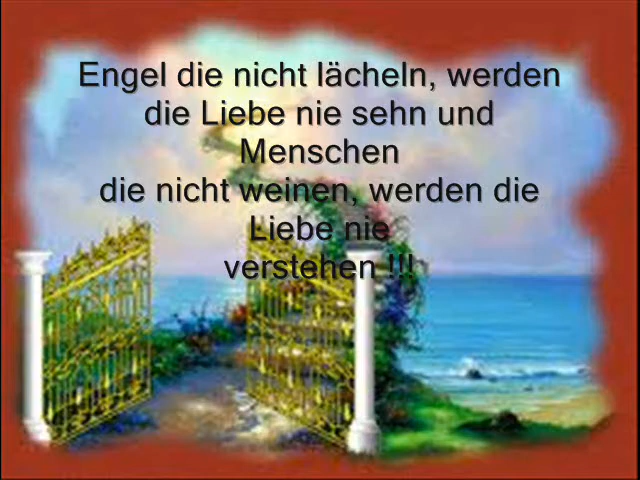 Engel die nicht lächeln, werden
die Liebe nie sehn und
Menschen
die nicht weinen, werden die
Liebe nie
verstehen !!!